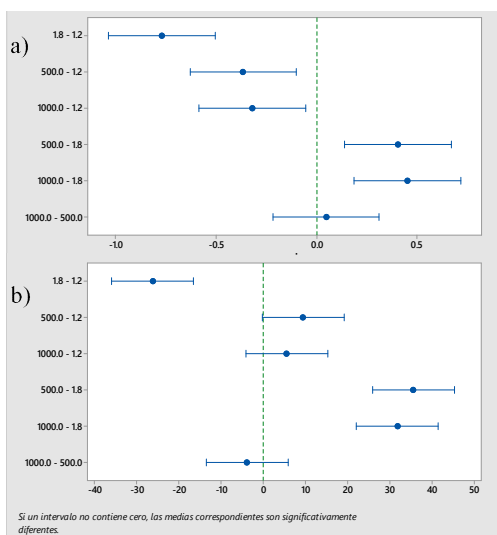 a)
1.8 - 1.2
500.0 - 1.2
1000.0 - 1.2
500.0 - 1.8
1000.0 - 1.8
1000.0 - 500.0
-1.0 -0.5 0.0 0.5
b)
1.8 - 1.2
500.0 - 1.2
1000.0 - 1.2
500.0 - 1.8
1000.0 - 1.8
1000.0 - 500.0
-40 -30 -20 -10 0 10 20 30 40 50
Si un intervalo no contiene cero, las medias correspondientes son significativamente
diferentes.